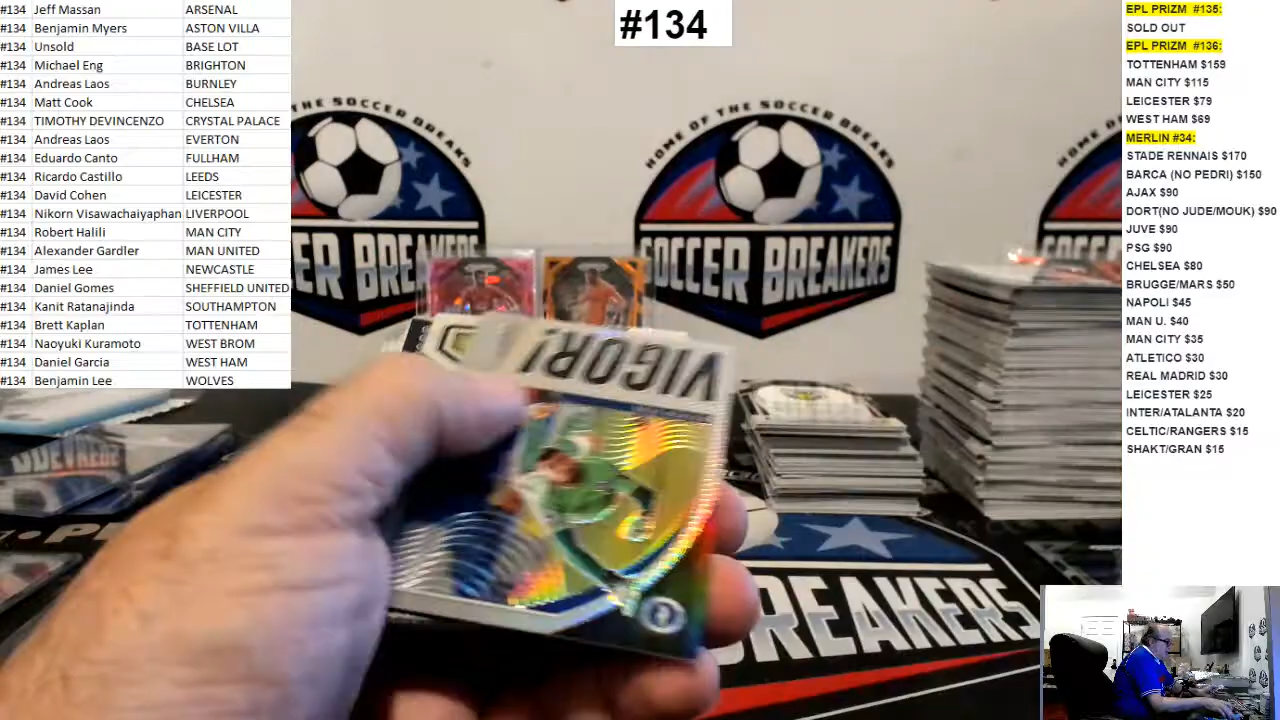 #134 Jeff Massan ARSENAL
#134 Benjamin Myers ASTON VILLA
#134 Unsold BASE LOT
#134 Michael Eng BRIGHTON
#134 Andreas Laos BURNLEY
#134 Matt Cook CHELSEA
#134 TIMOTHY DEVINCENZO CRYSTAL PALACE
#134 Andreas Laos EVERTON
#134 Eduardo Canto FULLHAM
#134 Ricardo Castillo LEEDS
#134 David Cohen LEICESTER
#134 Nikorn Visawachaiyaphan LIVERPOOL
#134 Robert Halili MAN CITY
#134 Alexander Gardler MAN UNITED
#134 James Lee NEWCASTLE
#134 Daniel Gomes SHEFFIELD UNITED
#134 Kanit Ratanajinda SOUTHAMPTON
#134 Brett Kaplan TOTTENHAM
#134 Naoyuki Kuramoto WEST BROM
#134 Daniel Garcia WEST HAM
#134 Benjamin Lee WOLVES
#134
EPL PRIZM #135:
SOLD OUT
EPL PRIZM #136:
TOTTENHAM $159
MAN CITY $115
LEICESTER $79
WEST HAM $69
MERLIN #34:
STADE RENNAIS $170
BARCA (NO PEDRI) $150
AJAX $90
DORT(NO JUDE/MOUK) $90
JUVE $90
PSG $90
CHELSEA $80
BRUGGE/MARS $50
NAPOLI $45
MAN U. $40
MAN CITY $35
ATLETICO $30
REAL MADRID $30
LEICESTER $25
INTER/ATALANTA $20
CELTIC/RANGERS $15
SHAKT/GRAN $15
THE SOCCER BREAKS
HOME OF THE SOCCER BREAKS
CER BREAKERS
SOCCER BREAKERS
SOCCE
VIGOR!
BREAKERS